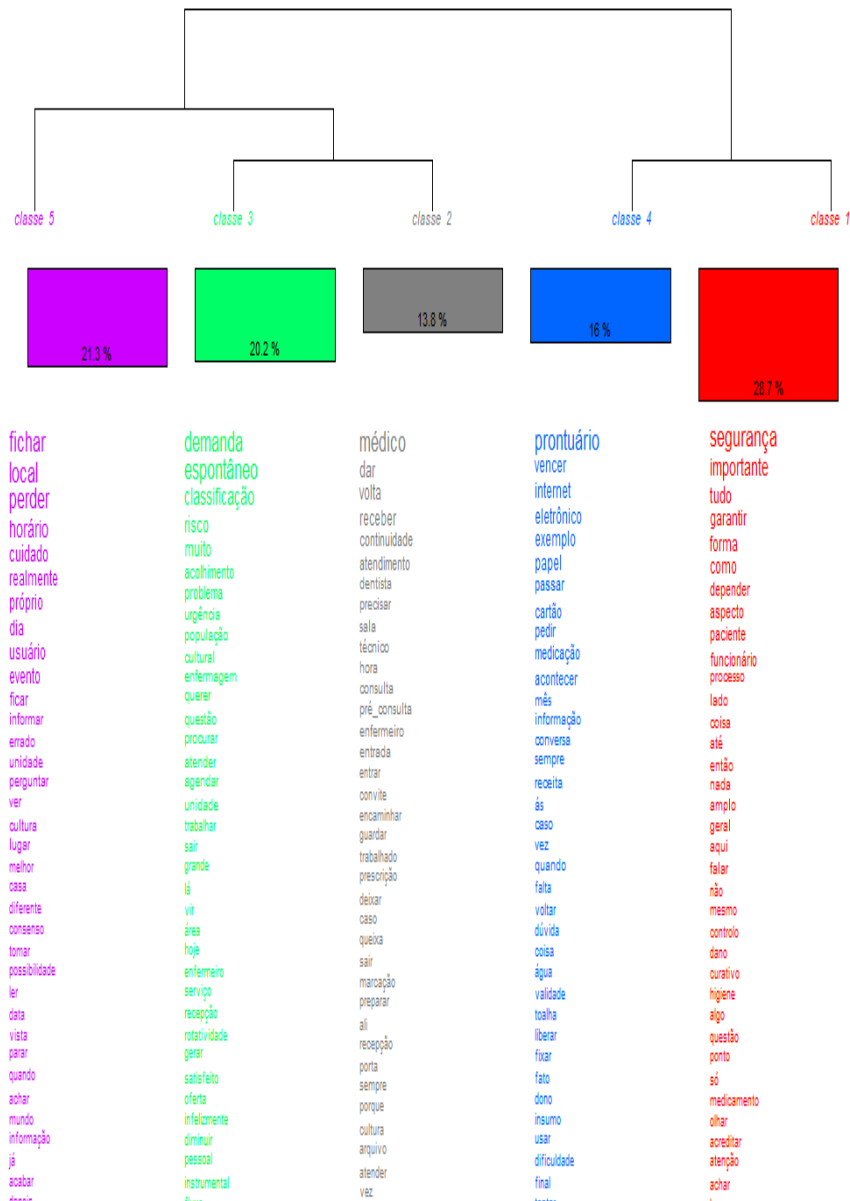 classe 5
classe 3
classe 2
classe 4
classe 1
21.3 %
20.2 %
13.8 %
16 %
28.7 %
fichar
local
perder
horário
cuidado
realmente
próprio
dia
usuário
evento
ficar
informar
errado
unidade
perguntar
ver
cultura
lugar
melhor
casa
diferente
consenso
tomar
possibilidade
ler
data
vista
parar
quando
achar
mundo
informação
já
acabar
demanda
espontâneo
classificação
risco
muito
acolhimento
problema
urgência
população
cultural
enfermagem
querer
questão
procurar
atender
agendar
unidade
trabalhar
sair
grande
lá
vir
área
hoje
enfermeiro
serviço
recepção
rotatividade
gerar
satisfeito
oferta
infelizmente
diminuir
pessoal
instrumental
médico
dar
volta
receber
continuidade
atendimento
dentista
precisar
sala
técnico
hora
consulta
pré_consulta
enfermeiro
entrada
entrar
convite
encaminhar
guardar
trabalhado
prescrição
deixar
caso
queixa
sair
marcação
preparar
ali
recepção
porta
sempre
porque
cultura
arquivo
atender
vez
prontuário
vencer
internet
eletrônico
exemplo
papel
passar
cartão
pedir
medicação
acontecer
mês
informação
conversa
sempre
receita
ás
caso
vez
quando
falta
voltar
dúvida
coisa
água
validade
toalha
liberar
fixar
fato
dono
insumo
usar
dificuldade
final
segurança
importante
tudo
garantir
forma
como
depender
aspecto
paciente
funcionário
processo
lado
coisa
até
então
nada
amplo
geral
aqui
falar
não
mesmo
controlo
dano
curativo
higiene
algo
questão
ponto
só
medicamento
olhar
acreditar
atenção
achar